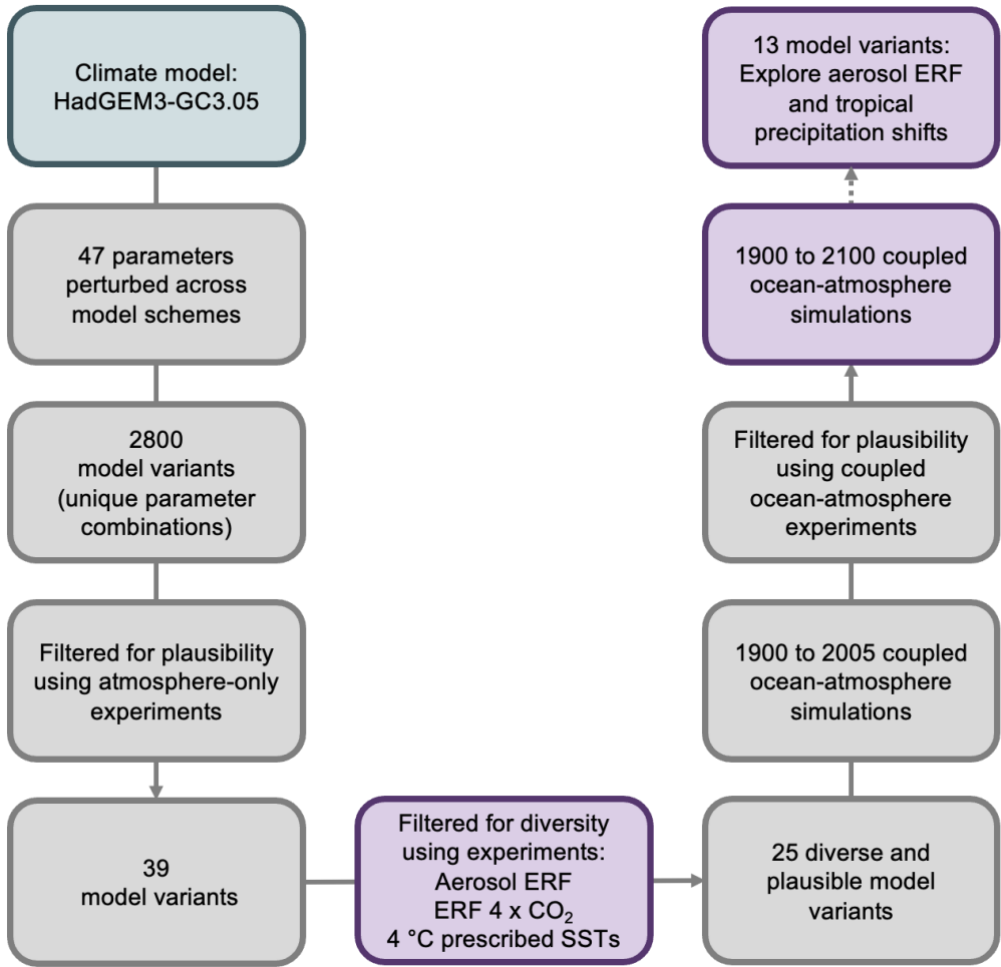 Climate model:
HadGEM3-GC3.05
47 parameters
perturbed across
model schemes
2800
model variants
(unique parameter
combinations)
Filtered for plausibility
using atmosphere-only
experiments
39
model variants
Filtered for diversity
using experiments:
Aerosol ERF
ERF 4 x CO₂
4 °C prescribed SSTs
25 diverse and
plausible model
variants
1900 to 2005 coupled
ocean-atmosphere
simulations
Filtered for plausibility
using coupled
ocean-atmosphere
experiments
1900 to 2100 coupled
ocean-atmosphere
simulations
13 model variants:
Explore aerosol ERF
and tropical
precipitation shifts